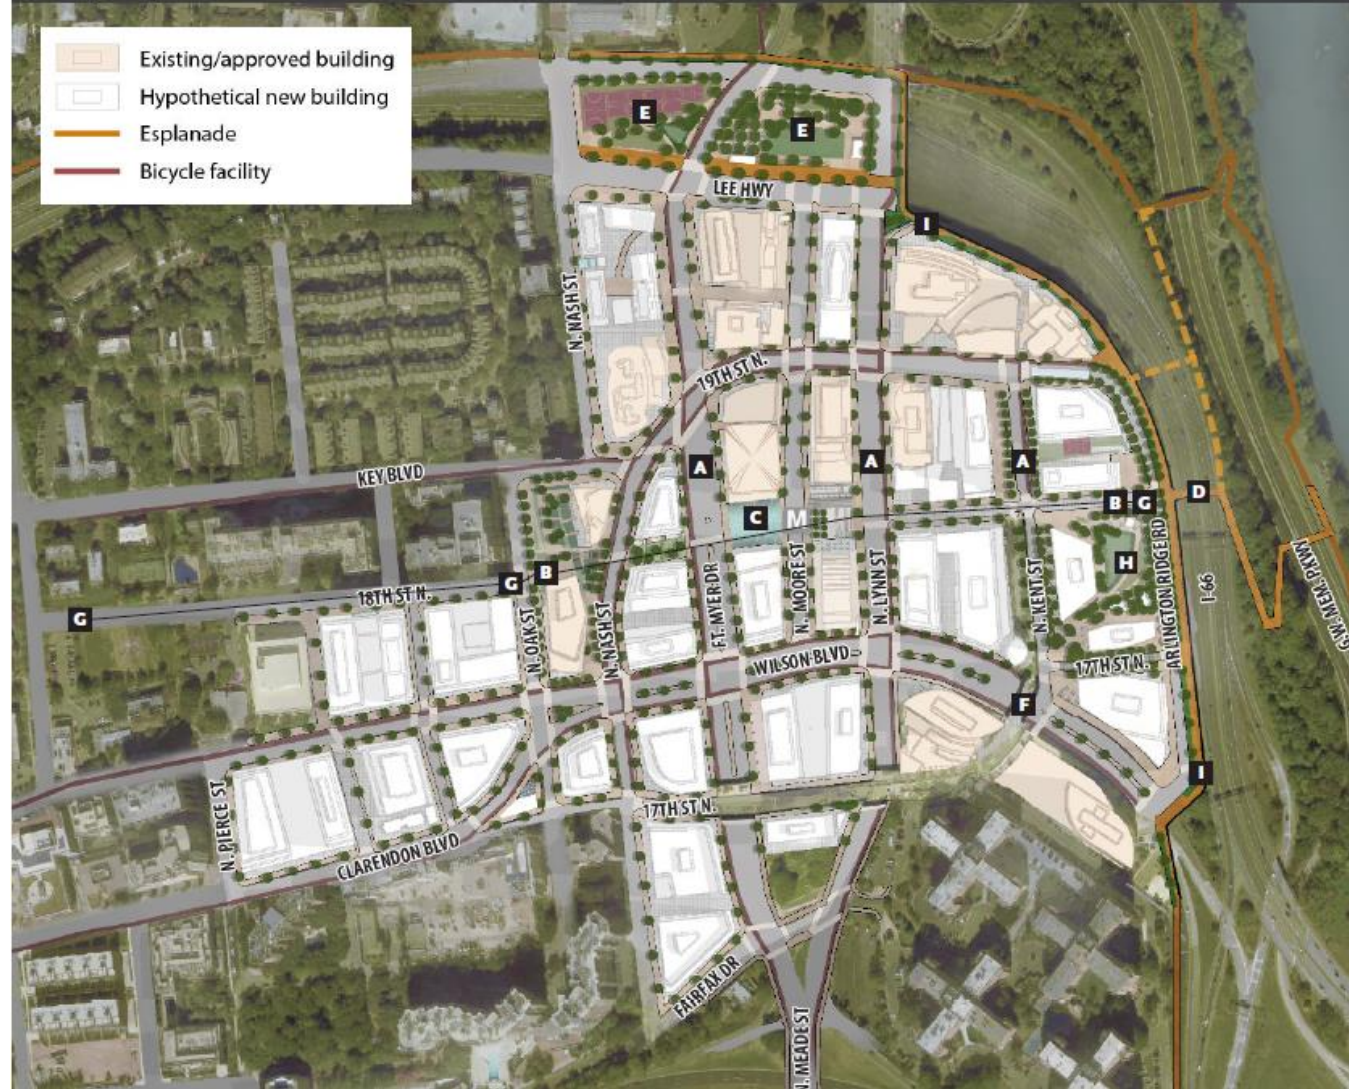 Existing/approved building
Hypothetical new building
Esplanade
Bicycle facility
E
E
LEE HWY
I
N. NASH ST.
19TH ST N.
KEY BLVD
A
A
A
B
G
D
C
M
G
B
H
G
18TH ST N.
N. OAK ST
N. NASH ST.
FT. MYER DR
N. MOORE ST
N. LYNN ST
N. KENT ST
ARLINGTON RIDGE RD
I-66
G.W. MEM. PKWY
WILSON BLVD
17TH ST N.
F
I
N. PIERCE ST
CLARENDON BLVD
17TH ST N.
FAIRFAX DR
N. MEADE ST